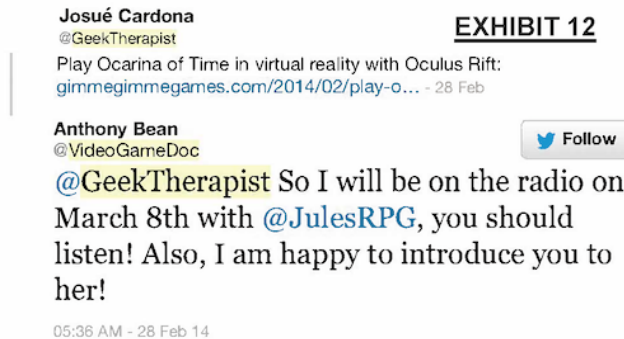 Josué Cardona
EXHIBIT 12
@GeekTherapist
Play Ocarina of Time in virtual reality with Oculus Rift:
gimmegimmegames.com/2014/02/play-o... - 28 Feb
Anthony Bean
Follow
@VideoGameDoc
@GeekTherapist So I will be on the radio on
March 8th with @JulesRPG, you should
listen! Also, I am happy to introduce you to
her!
05:36 AM - 28 Feb 14